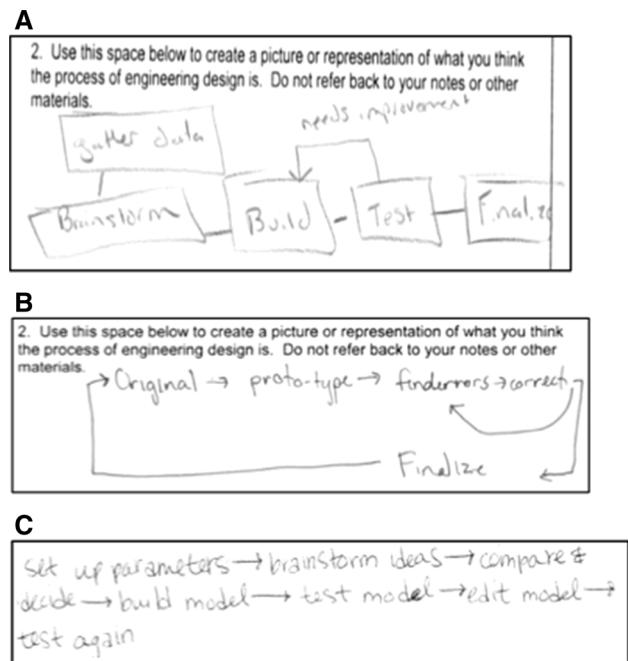 A
2. Use this space below to create a picture or representation of what you think
the process of engineering design is. Do not refer back to your notes or other
materials.
needs improvement
gather data
Brainstorm
Build
Test
Finalize
B
2. Use this space below to create a picture or representation of what you think
the process of engineering design is. Do not refer back to your notes or other
materials.
→ Original → proto-type → finderrors → correct
Finalize
C
set up parameters → brainstorm ideas → compare &
decide → build model → test model → edit model →
test again